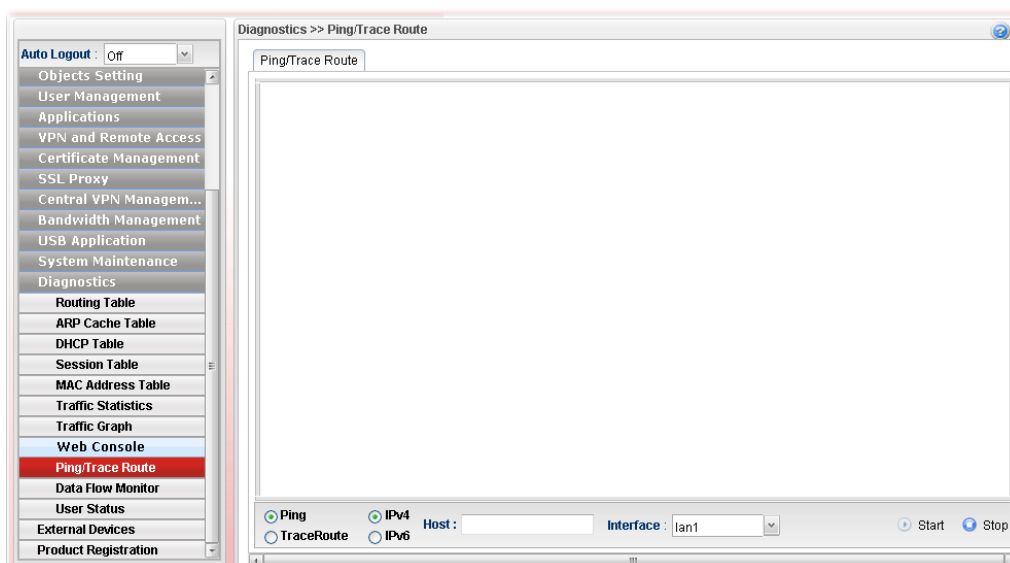 Diagnostics >> Ping/Trace Route
Auto Logout : Off
Objects Setting
User Management
Applications
VPN and Remote Access
Certificate Management
SSL Proxy
Central VPN Managem...
Bandwidth Management
USB Application
System Maintenance
Diagnostics
Routing Table
ARP Cache Table
DHCP Table
Session Table
MAC Address Table
Traffic Statistics
Traffic Graph
Web Console
Ping/Trace Route
Data Flow Monitor
User Status
External Devices
Product Registration
Ping/Trace Route
Ping
TraceRoute
IPv4
IPv6
Host :
Interface : lan1
Start
Stop